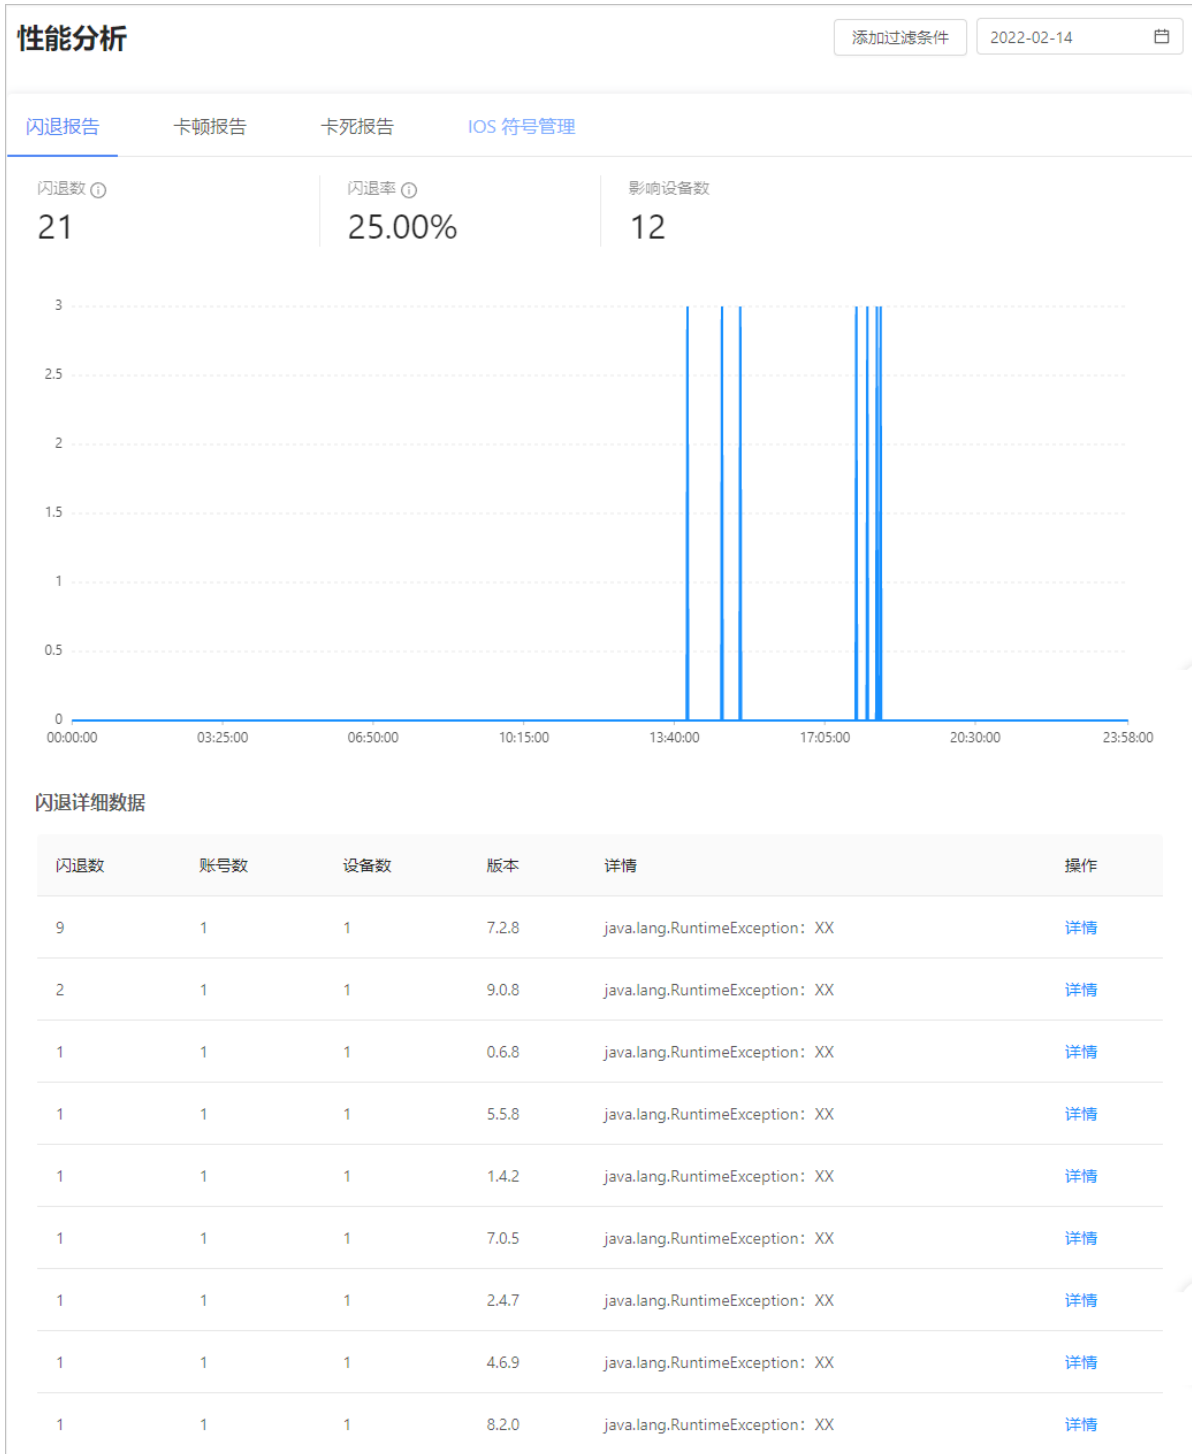 性能分析
添加过滤条件 2022-02-14
闪退报告 卡顿报告 卡死报告 IOS 符号管理
闪退数 闪退率 影响设备数
21 25.00% 12
3
2.5
2
1.5
1
0.5
0
00:00:00 03:25:00 06:50:00 10:15:00 13:40:00 17:05:00 20:30:00 23:58:00
闪退详细数据
闪退数 账号数 设备数 版本 详情 操作
9 1 1 7.2.8 java.lang.RuntimeException：XX 详情
2 1 1 9.0.8 java.lang.RuntimeException：XX 详情
1 1 1 0.6.8 java.lang.RuntimeException：XX 详情
1 1 1 5.5.8 java.lang.RuntimeException：XX 详情
1 1 1 1.4.2 java.lang.RuntimeException：XX 详情
1 1 1 7.0.5 java.lang.RuntimeException：XX 详情
1 1 1 2.4.7 java.lang.RuntimeException：XX 详情
1 1 1 4.6.9 java.lang.RuntimeException：XX 详情
1 1 1 8.2.0 java.lang.RuntimeException：XX 详情